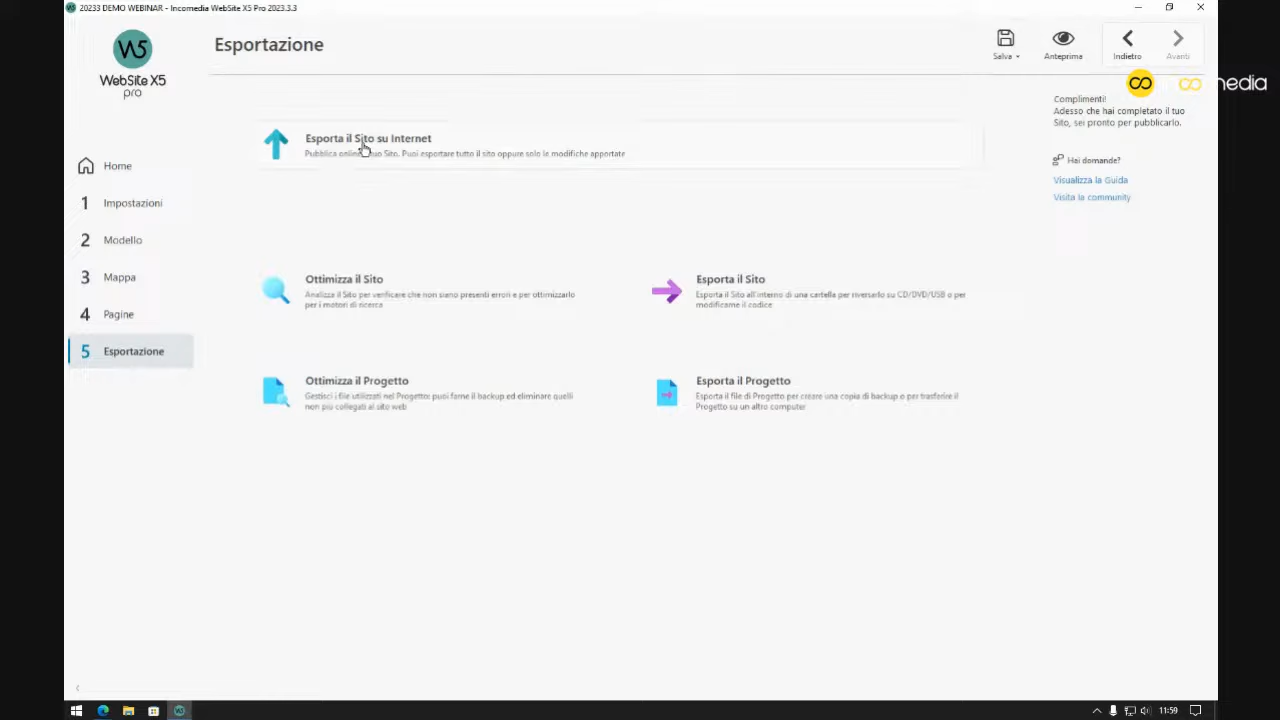 20233 DEMO WEBINAR - Incomedia WebSite X5 Pro 2023.3.3
W5
WebSite X5
pro
Esportazione
Salva
Anteprima
Indietro
Avanti
media
Complimenti!
Adesso che hai completato il tuo
Sito, sei pronto per pubblicarlo.
Hai domande?
Visualizza la Guida
Visita la community
Home
1 Impostazioni
2 Modello
3 Mappa
4 Pagine
5 Esportazione
Esporta il Sito su Internet
Pubblica online tuo Sito. Puoi esportare tutto il sito oppure solo le modifiche apportate
Ottimizza il Sito
Analizza il Sito per verificare che non siano presenti errori e per ottimizzarlo
per i motori di ricerca
Esporta il Sito
Esporta il Sito all'interno di una cartella per riversarlo su CD/DVD/USB o per
modificarne il codice
Ottimizza il Progetto
Gestisci i file utilizzati nel Progetto: puoi farne il backup ed eliminare quelli
non più collegati al sito web
Esporta il Progetto
Esporta il file di Progetto per creare una copia di backup o per trasferire il
Progetto su un altro computer
11:59